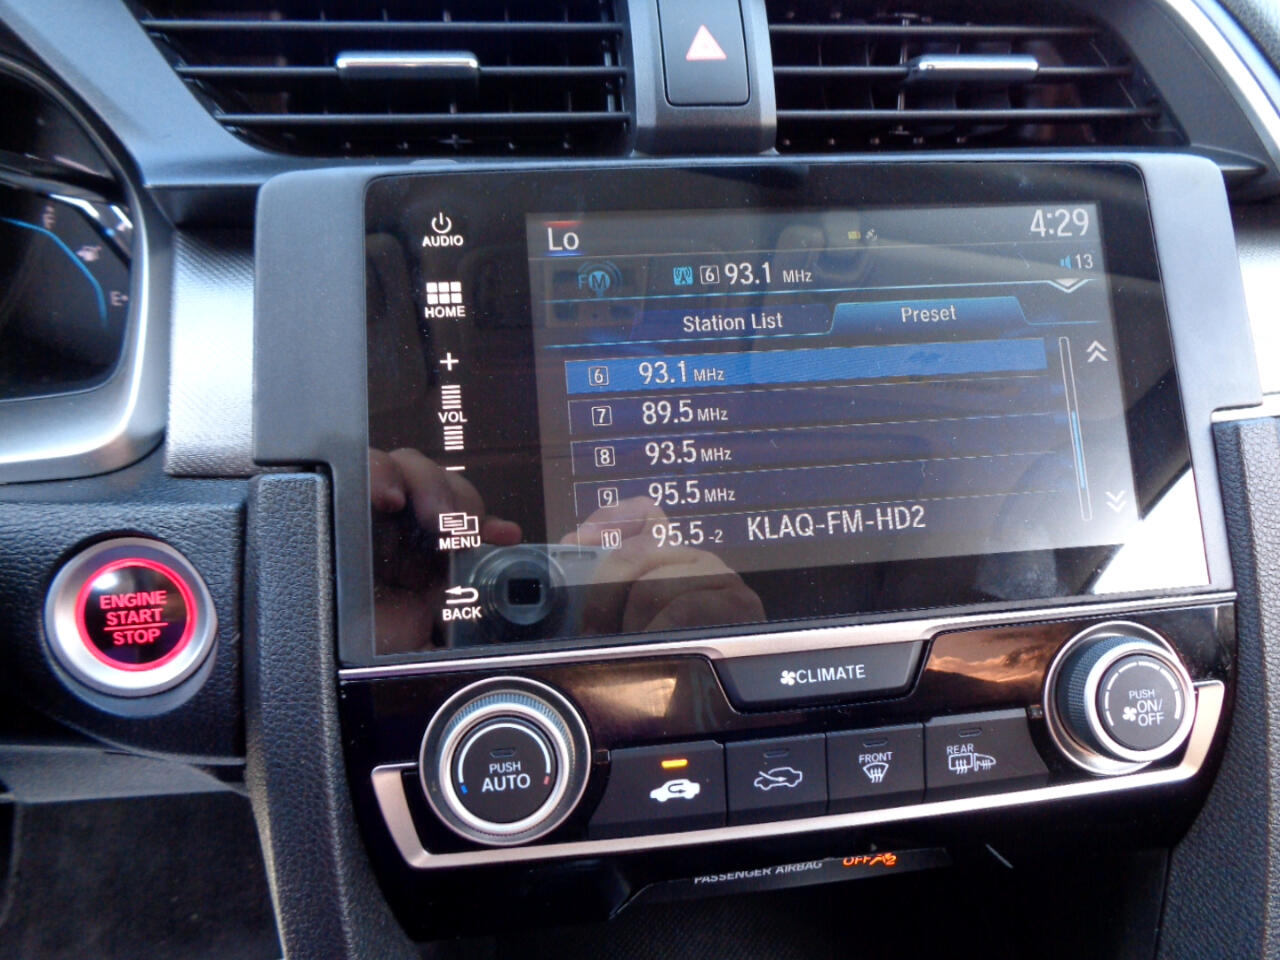 Lo
4:29
AUDIO
FM
6 93.1 MHz
13
HOME
Station List
Preset
+
VOL
-
6 93.1 MHz
7 89.5 MHz
8 93.5 MHz
9 95.5 MHz
10 95.5-2 KLAQ-FM-HD2
MENU
BACK
ENGINE
START
STOP
CLIMATE
PUSH
AUTO
FRONT
REAR
PUSH
ON/
OFF
PASSENGER AIRBAG OFF
E